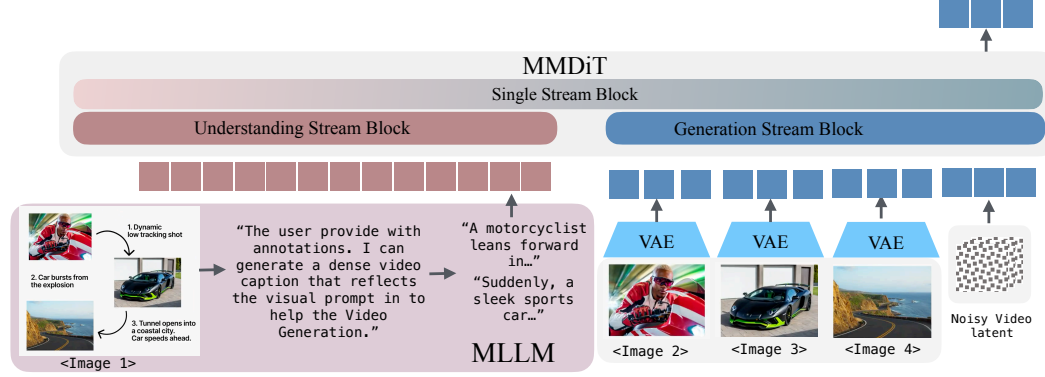 MMDiT
Single Stream Block
Understanding Stream Block
Generation Stream Block
1. Dynamic
low tracking shot
2. Car bursts from
the explosion
3. Tunnel opens into
a coastal city.
Car speeds ahead.
<Image 1>
“The user provide with
annotations. I can
generate a dense video
caption that reflects
the visual prompt in to
help the Video
Generation.”
“A motorcyclist
leans forward
in…”
“Suddenly, a
sleek sports
car…”
MLLM
VAE
VAE
VAE
<Image 2>
<Image 3>
<Image 4>
Noisy Video
latent